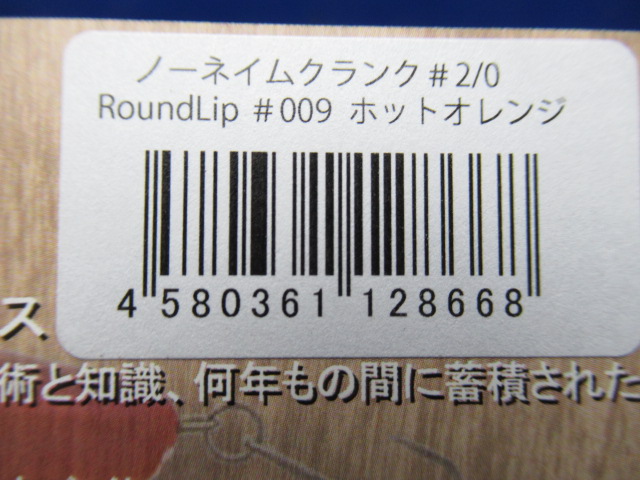 ノーネイムクランク＃2/0
RoundLip ＃009 ホットオレンジ
4 580361 128668
ス
術と知識、何年もの間に蓄積された